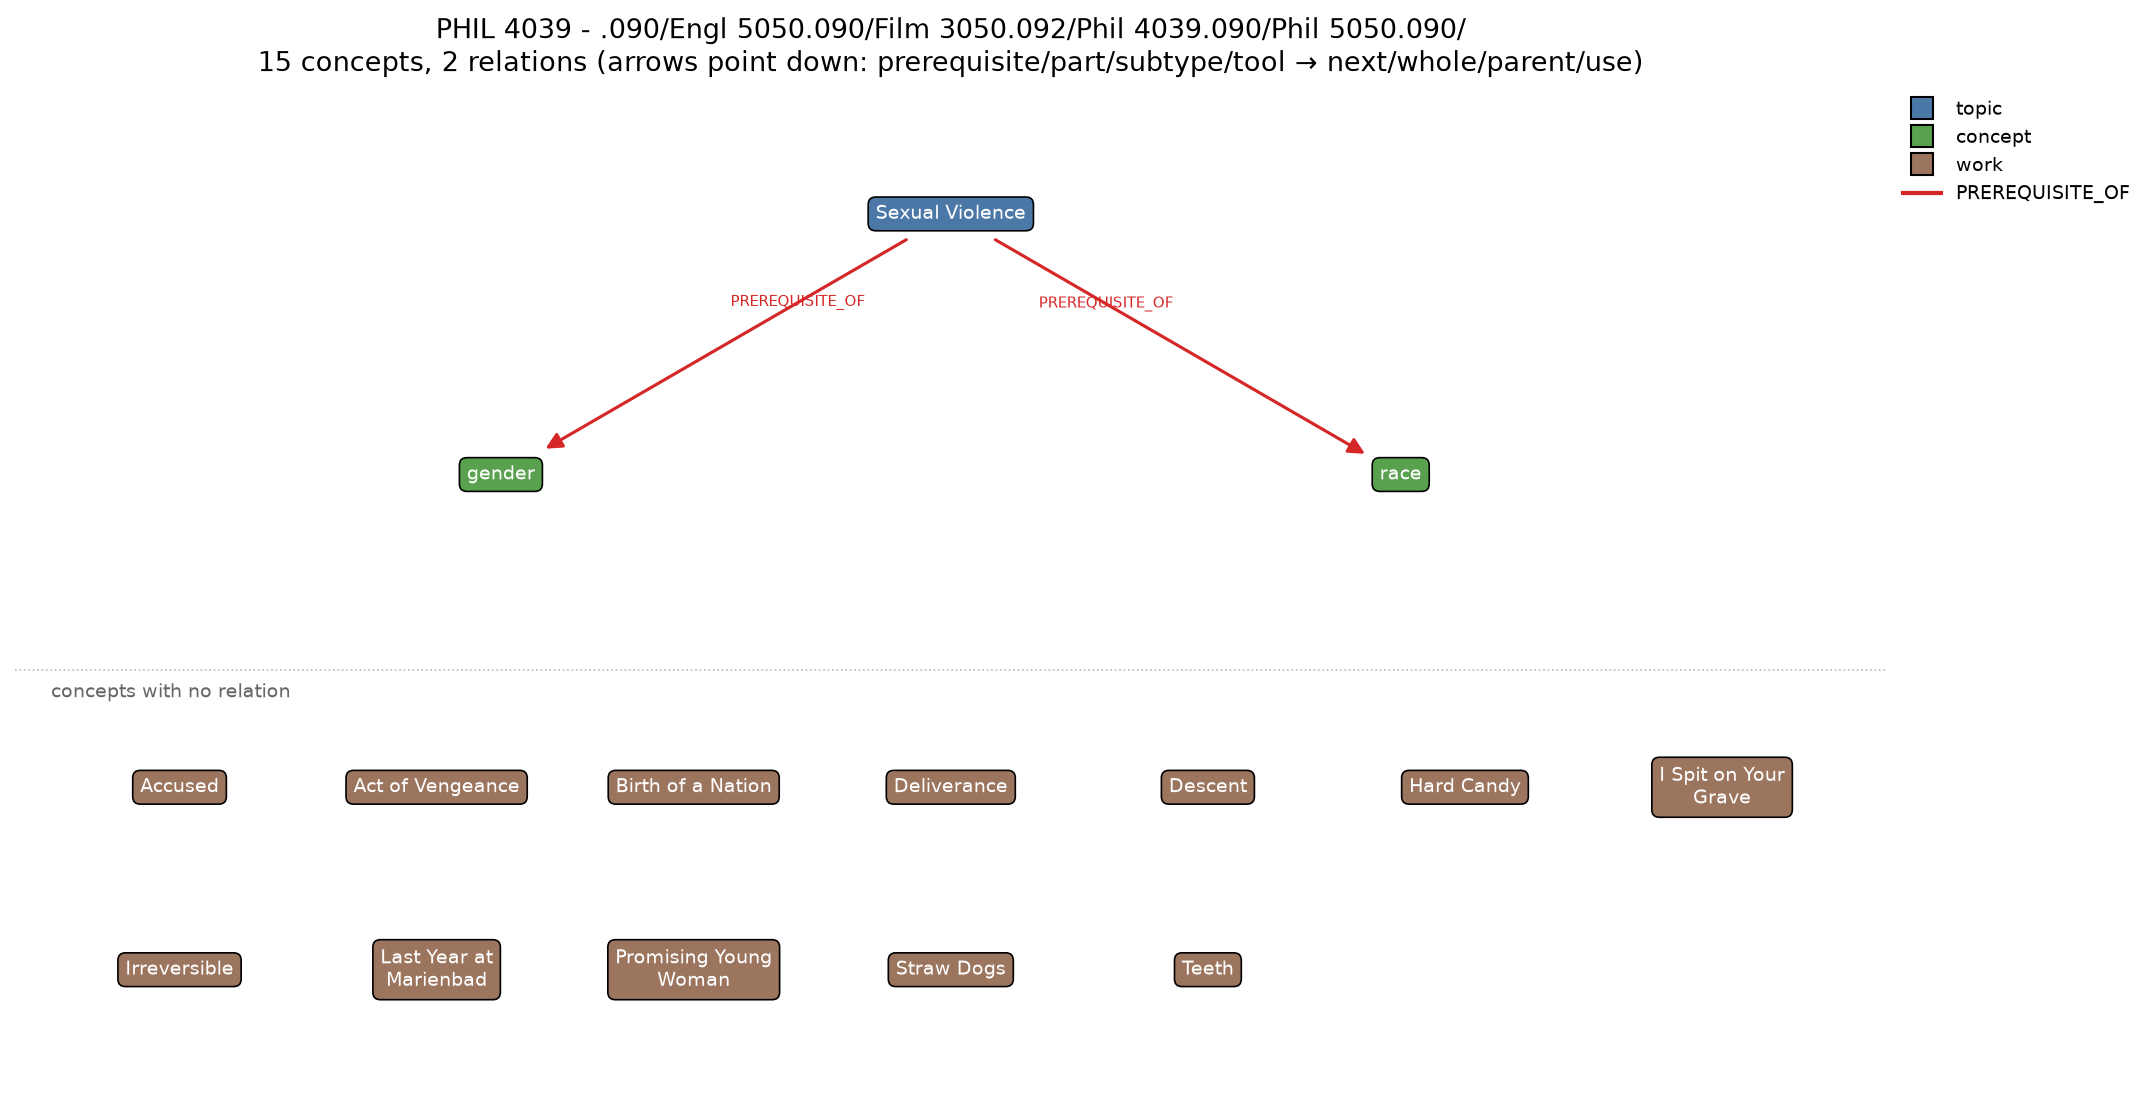 PHIL 4039 - .090/Engl 5050.090/Film 3050.092/Phil 4039.090/Phil 5050.090/
15 concepts, 2 relations (arrows point down: prerequisite/part/subtype/tool → next/whole/parent/use)
topic
concept
work
PREREQUISITE_OF
Sexual Violence
PREREQUISITE_OF
PREREQUISITE_OF
gender
race
concepts with no relation
Accused
Act of Vengeance
Birth of a Nation
Deliverance
Descent
Hard Candy
I Spit on Your
Grave
Irreversible
Last Year at
Marienbad
Promising Young
Woman
Straw Dogs
Teeth